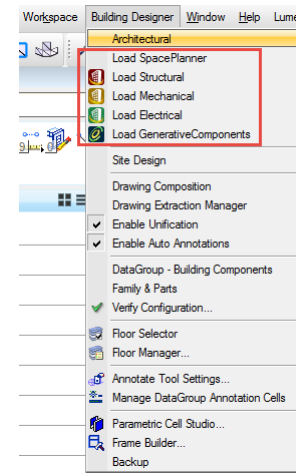 Workspace Building Designer Window Help Lume
Architectural
Load SpacePlanner
Load Structural
Load Mechanical
Load Electrical
Load GenerativeComponents
Site Design
Drawing Composition
Drawing Extraction Manager
Enable Unification
Enable Auto Annotations
DataGroup - Building Components
Family & Parts
Verify Configuration...
Floor Selector
Floor Manager...
Annotate Tool Settings...
Manage DataGroup Annotation Cells
Parametric Cell Studio...
Frame Builder...
Backup